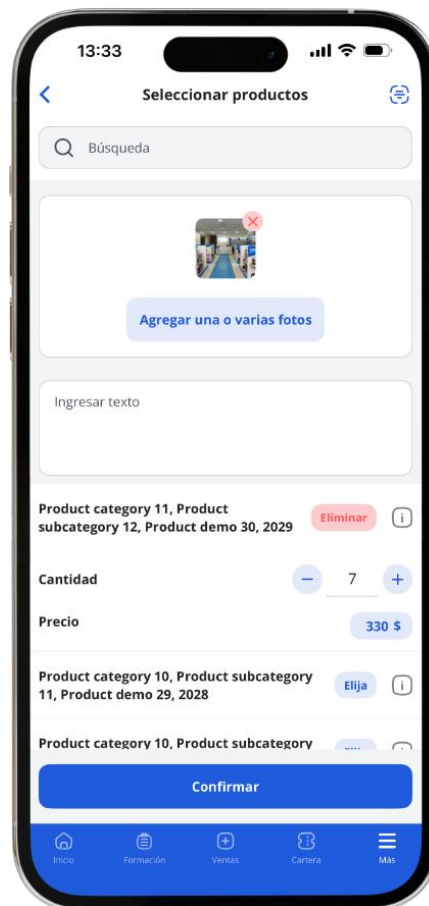 13:33
Seleccionar productos
Búsqueda
Agregar una o varias fotos
Ingresar texto
Product category 11, Product
subcategory 12, Product demo 30, 2029
Eliminar
Cantidad
7
Precio
330 $
Product category 10, Product subcategory
11, Product demo 29, 2028
Elija
Product category 10, Product subcategory
Confirmar
Inicio
Formación
Ventas
Cartera
Más